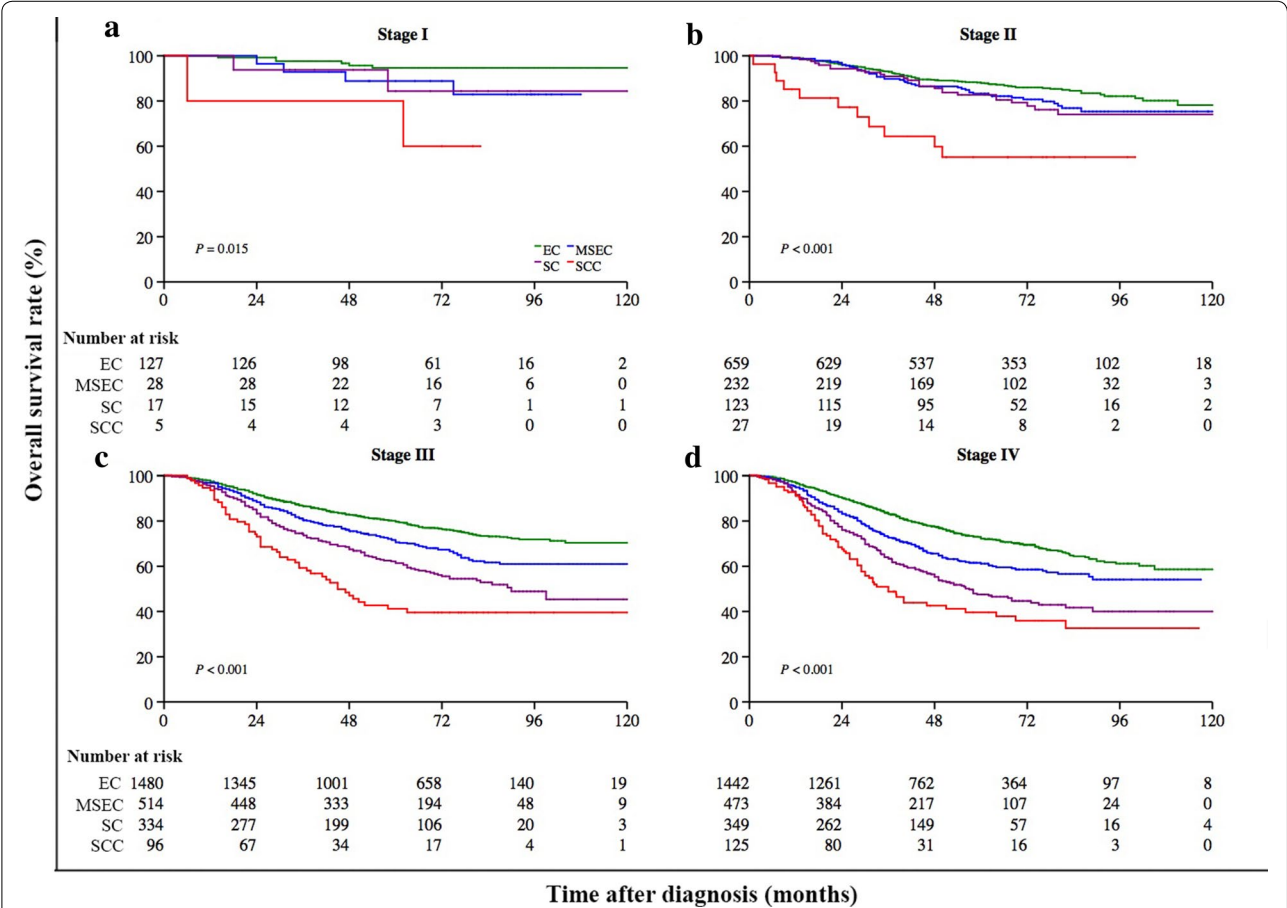 a
Stage I
100
80
60
40
20
0
P = 0.015
EC MSEC
SC SCC
0 24 48 72 96 120
Number at risk
EC 127 126 98 61 16 2
MSEC 28 28 22 16 6 0
SC 17 15 12 7 1 1
SCC 5 4 4 3 0 0
b
Stage II
100
80
60
40
20
0
P < 0.001
0 24 48 72 96 120
659 629 537 353 102 18
232 219 169 102 32 3
123 115 95 52 16 2
27 19 14 8 2 0
c
Stage III
100
80
60
40
20
0
P < 0.001
0 24 48 72 96 120
Number at risk
EC 1480 1345 1001 658 140 19
MSEC 514 448 333 194 48 9
SC 334 277 199 106 20 3
SCC 96 67 34 17 4 1
d
Stage IV
100
80
60
40
20
0
P < 0.001
0 24 48 72 96 120
1442 1261 762 364 97 8
473 384 217 107 24 0
349 262 149 57 16 4
125 80 31 16 3 0
Overall survival rate (%)
Time after diagnosis (months)